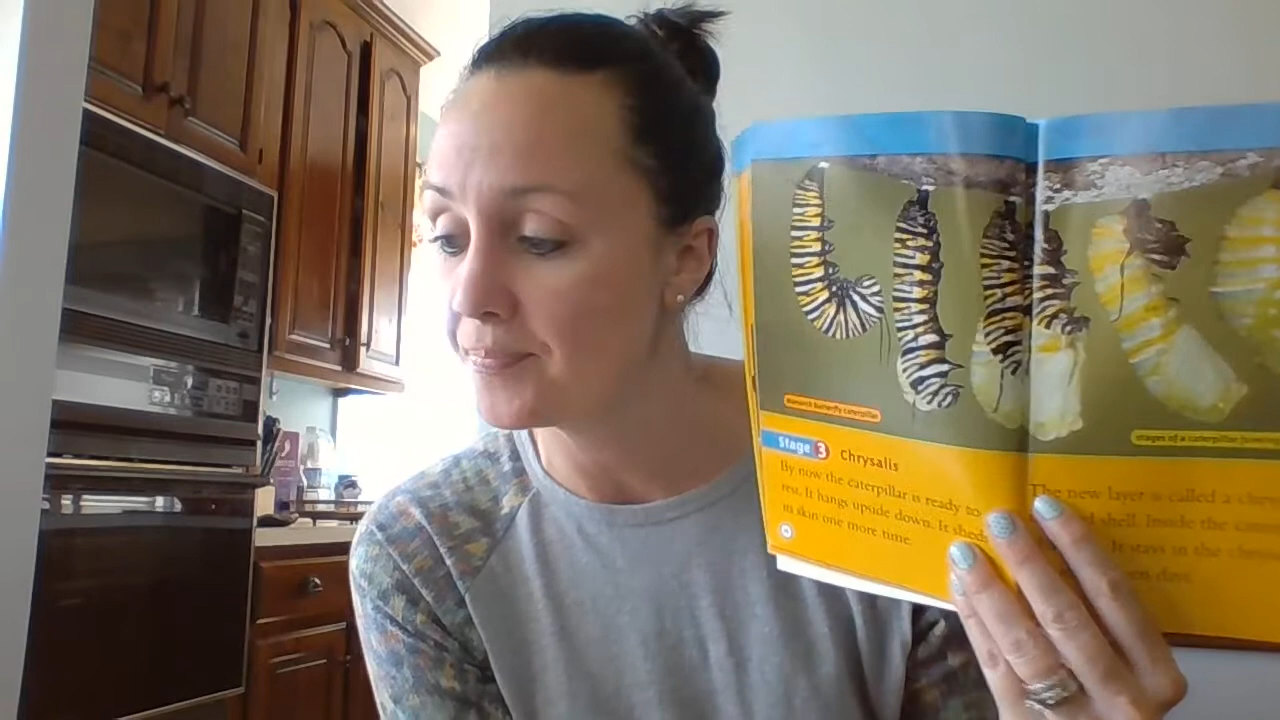 monarch butterfly caterpillar
stages of a caterpillar
Stage 3 Chrysalis
By now the caterpillar is ready to
rest. It hangs upside down. It sheds
its skin one more time.
The new layer is called a
shell. Inside the
It stays in the
days.